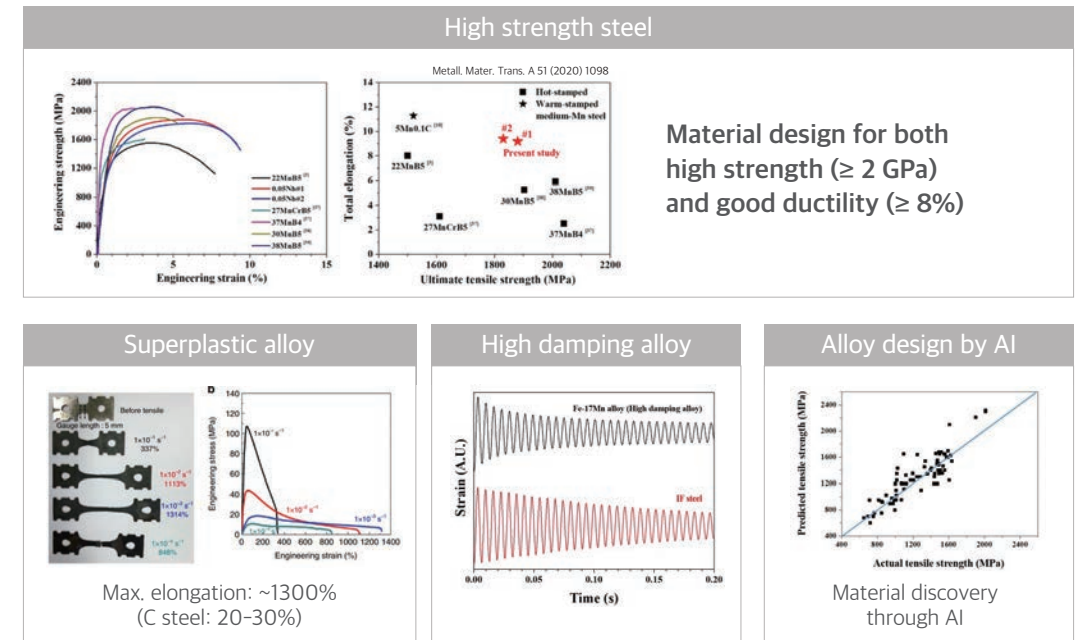 High strength steel
Metall. Mater. Trans. A 51 (2020) 1098
Engineering strength (MPa)
2400
1800
1200
600
0
0
5
10
15
Engineering strain (%)
22MnB5
0.05Nb#1
0.05Nb#2
27MnCrB5
37MnB4
30MnB5
38MnB5
Total elongation (%)
14
12
10
8
6
4
2
0
Hot-stamped
Warm-stamped
medium-Mn steel
5Mn0.1C
#2
#1
Present study
22MnB5
38MnB5
30MnB5
27MnCrB5
37MnB4
1400
1600
1800
2000
2200
Ultimate tensile strength (MPa)
Material design for both
high strength (≥ 2 GPa)
and good ductility (≥ 8%)
Superplastic alloy
Before tensile
Gauge length : 5 mm
337%
1113%
1314%
848%
b
Engineering stress (MPa)
140
120
100
80
60
40
20
0
0 200 400 600 800 1000 1200 1400
Engineering strain (%)
Max. elongation: ~1300%
(C steel: 20-30%)
High damping alloy
Strain (A.U.)
Fe-17Mn alloy (High damping alloy)
IF steel
0.00
0.05
0.10
0.15
0.20
Time (s)
Alloy design by AI
Predicted tensile strength (MPa)
2400
2000
1600
1200
800
400
400
800
1200
1600
2000
2400
Actual tensile strength (MPa)
Material discovery
through AI